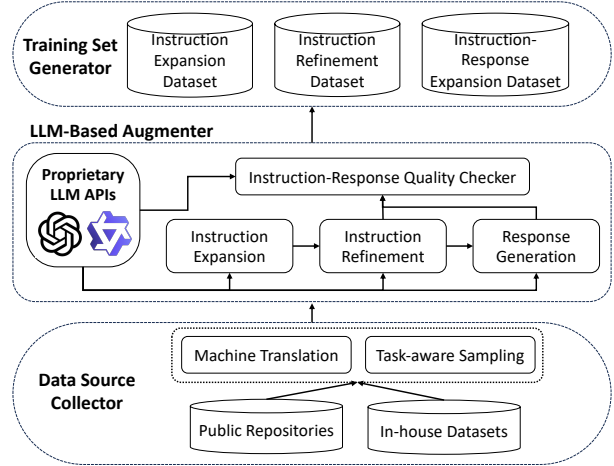 Training Set
Generator
Instruction
Expansion
Dataset
Instruction
Refinement
Dataset
Instruction-
Response
Expansion Dataset
LLM-Based Augmenter
Proprietary
LLM APIs
Instruction-Response Quality Checker
Instruction
Expansion
Instruction
Refinement
Response
Generation
Data Source
Collector
Machine Translation
Task-aware Sampling
Public Repositories
In-house Datasets